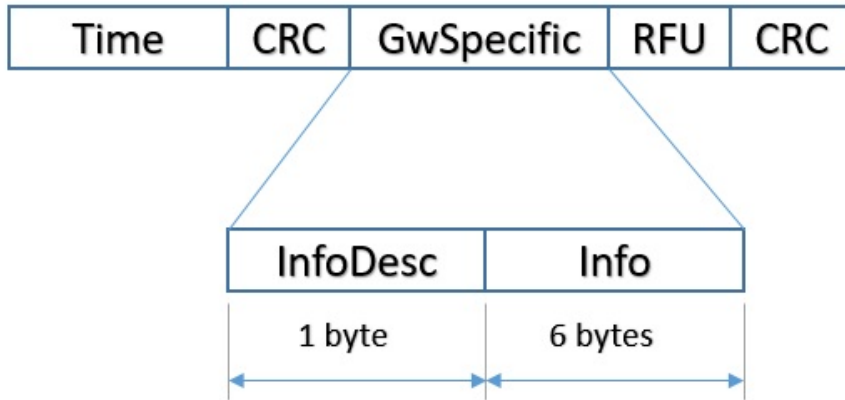 Time CRC GwSpecific RFU CRC
InfoDesc Info
1 byte 6 bytes